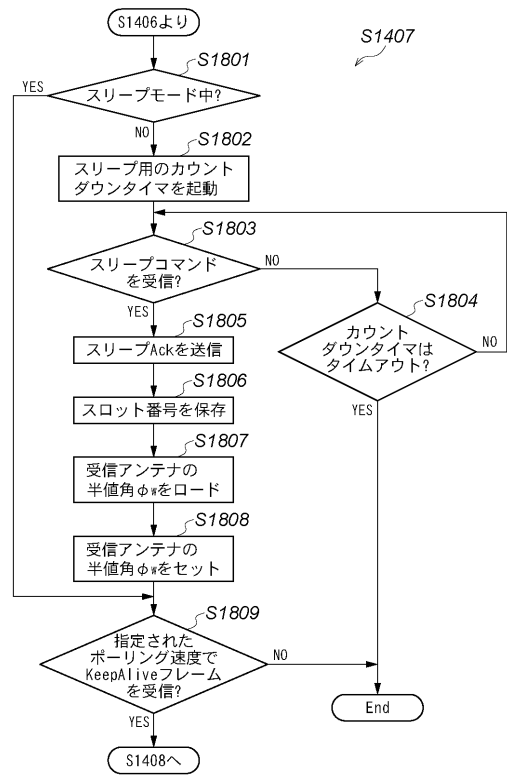 S1406より
S1407
S1801
スリープモード中?
YES
NO
S1802
スリープ用のカウント
ダウンタイマを起動
S1803
スリープコマンド
を受信?
NO
YES
S1804
カウント
ダウンタイマは
タイムアウト?
NO
YES
S1805
スリープAckを送信
S1806
スロット番号を保存
S1807
受信アンテナの
半値角φwをロード
S1808
受信アンテナの
半値角φwをセット
S1809
指定された
ポーリング速度で
KeepAliveフレーム
を受信?
NO
YES
End
S1408へ